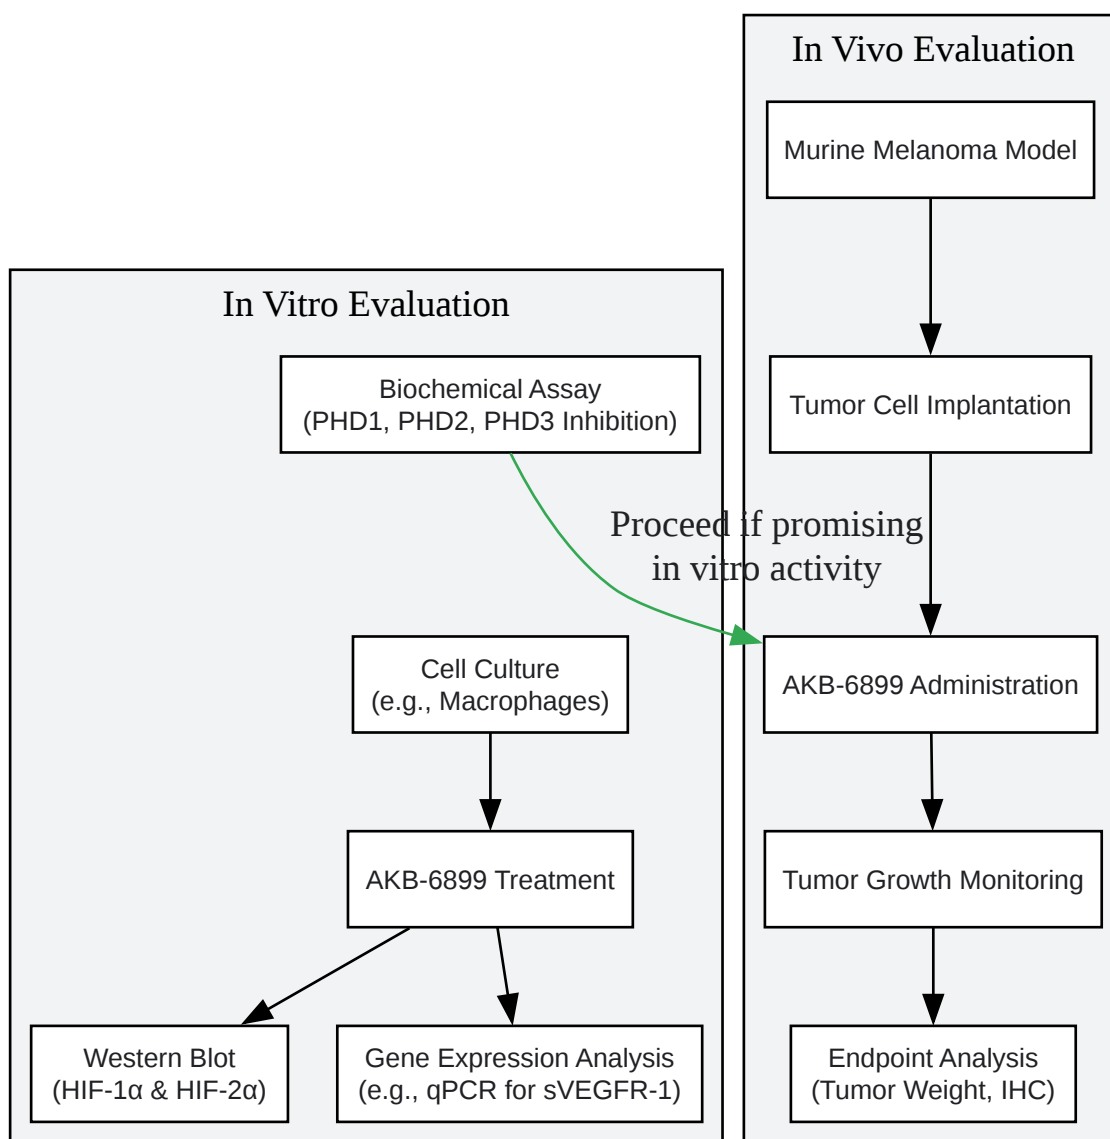 In Vivo Evaluation
Murine Melanoma Model
In Vitro Evaluation
Biochemical Assay
(PHD1, PHD2, PHD3 Inhibition)
Tumor Cell Implantation
Proceed if promising
in vitro activity
Cell Culture
(e.g., Macrophages)
AKB-6899 Administration
AKB-6899 Treatment
Tumor Growth Monitoring
Western Blot
(HIF-1α & HIF-2α)
Gene Expression Analysis
(e.g., qPCR for sVEGFR-1)
Endpoint Analysis
(Tumor Weight, IHC)